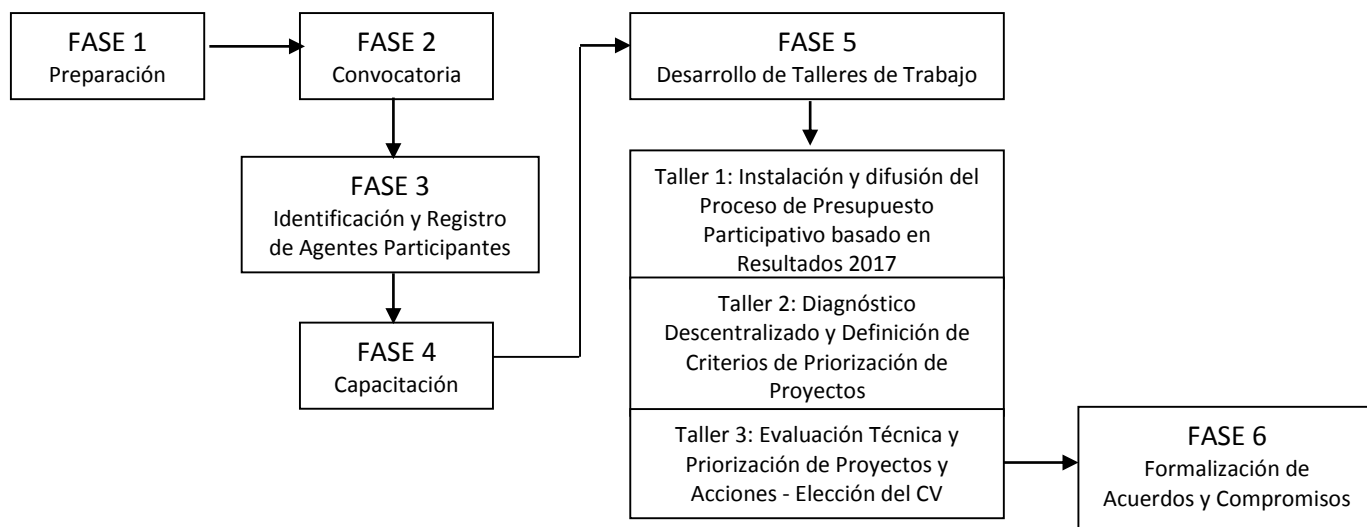 FASE 1
Preparación
FASE 2
Convocatoria
FASE 3
Identificación y Registro
de Agentes Participantes
FASE 4
Capacitación
FASE 5
Desarrollo de Talleres de Trabajo
Taller 1: Instalación y difusión del
Proceso de Presupuesto
Participativo basado en
Resultados 2017
Taller 2: Diagnóstico
Descentralizado y Definición de
Criterios de Priorización de
Proyectos
Taller 3: Evaluación Técnica y
Priorización de Proyectos y
Acciones - Elección del CV
FASE 6
Formalización de
Acuerdos y Compromisos